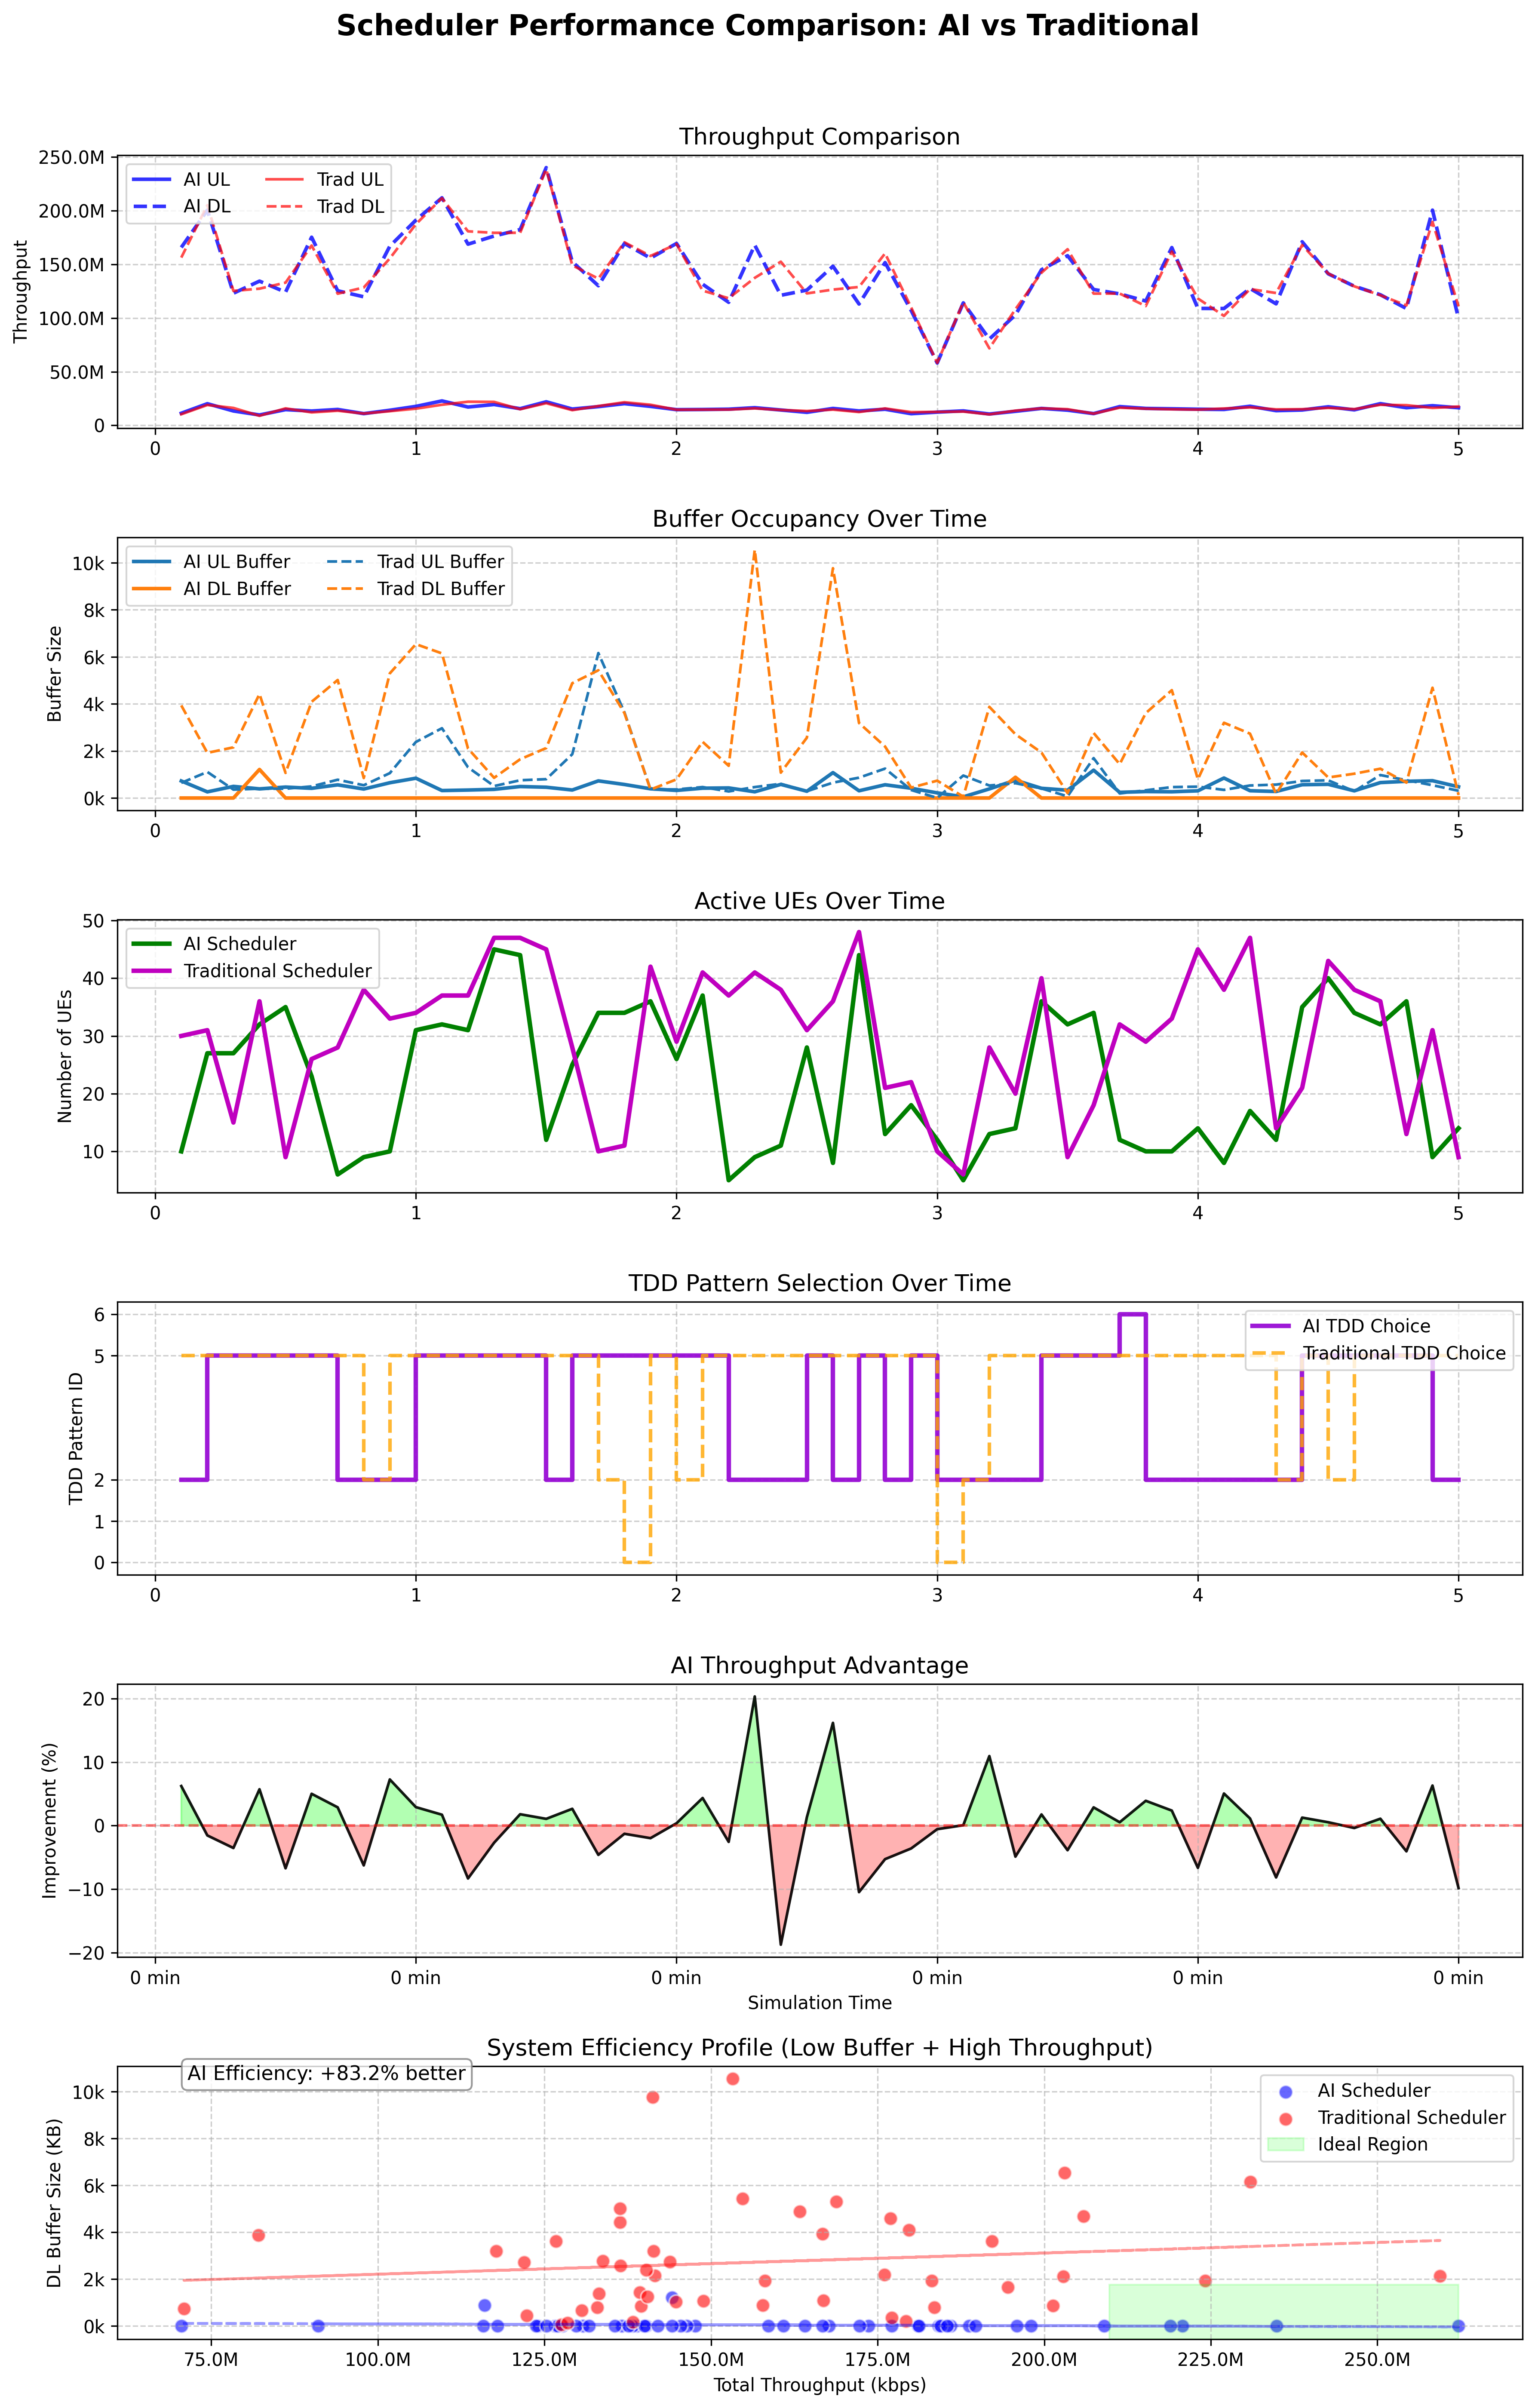 Scheduler Performance Comparison: AI vs Traditional
Throughput Comparison
Throughput
250.0M
200.0M
150.0M
100.0M
50.0M
0
AI UL
AI DL
Trad UL
Trad DL
0 1 2 3 4 5
Buffer Occupancy Over Time
Buffer Size
10k
8k
6k
4k
2k
0k
AI UL Buffer
AI DL Buffer
Trad UL Buffer
Trad DL Buffer
0 1 2 3 4 5
Active UEs Over Time
Number of UEs
50
40
30
20
10
AI Scheduler
Traditional Scheduler
0 1 2 3 4 5
TDD Pattern Selection Over Time
TDD Pattern ID
6
5
2
1
0
AI TDD Choice
Traditional TDD Choice
0 1 2 3 4 5
AI Throughput Advantage
Improvement (%)
20
10
0
−10
−20
0 min 0 min 0 min 0 min 0 min 0 min
Simulation Time
System Efficiency Profile (Low Buffer + High Throughput)
AI Efficiency: +83.2% better
DL Buffer Size (KB)
10k
8k
6k
4k
2k
0k
AI Scheduler
Traditional Scheduler
Ideal Region
75.0M 100.0M 125.0M 150.0M 175.0M 200.0M 225.0M 250.0M
Total Throughput (kbps)